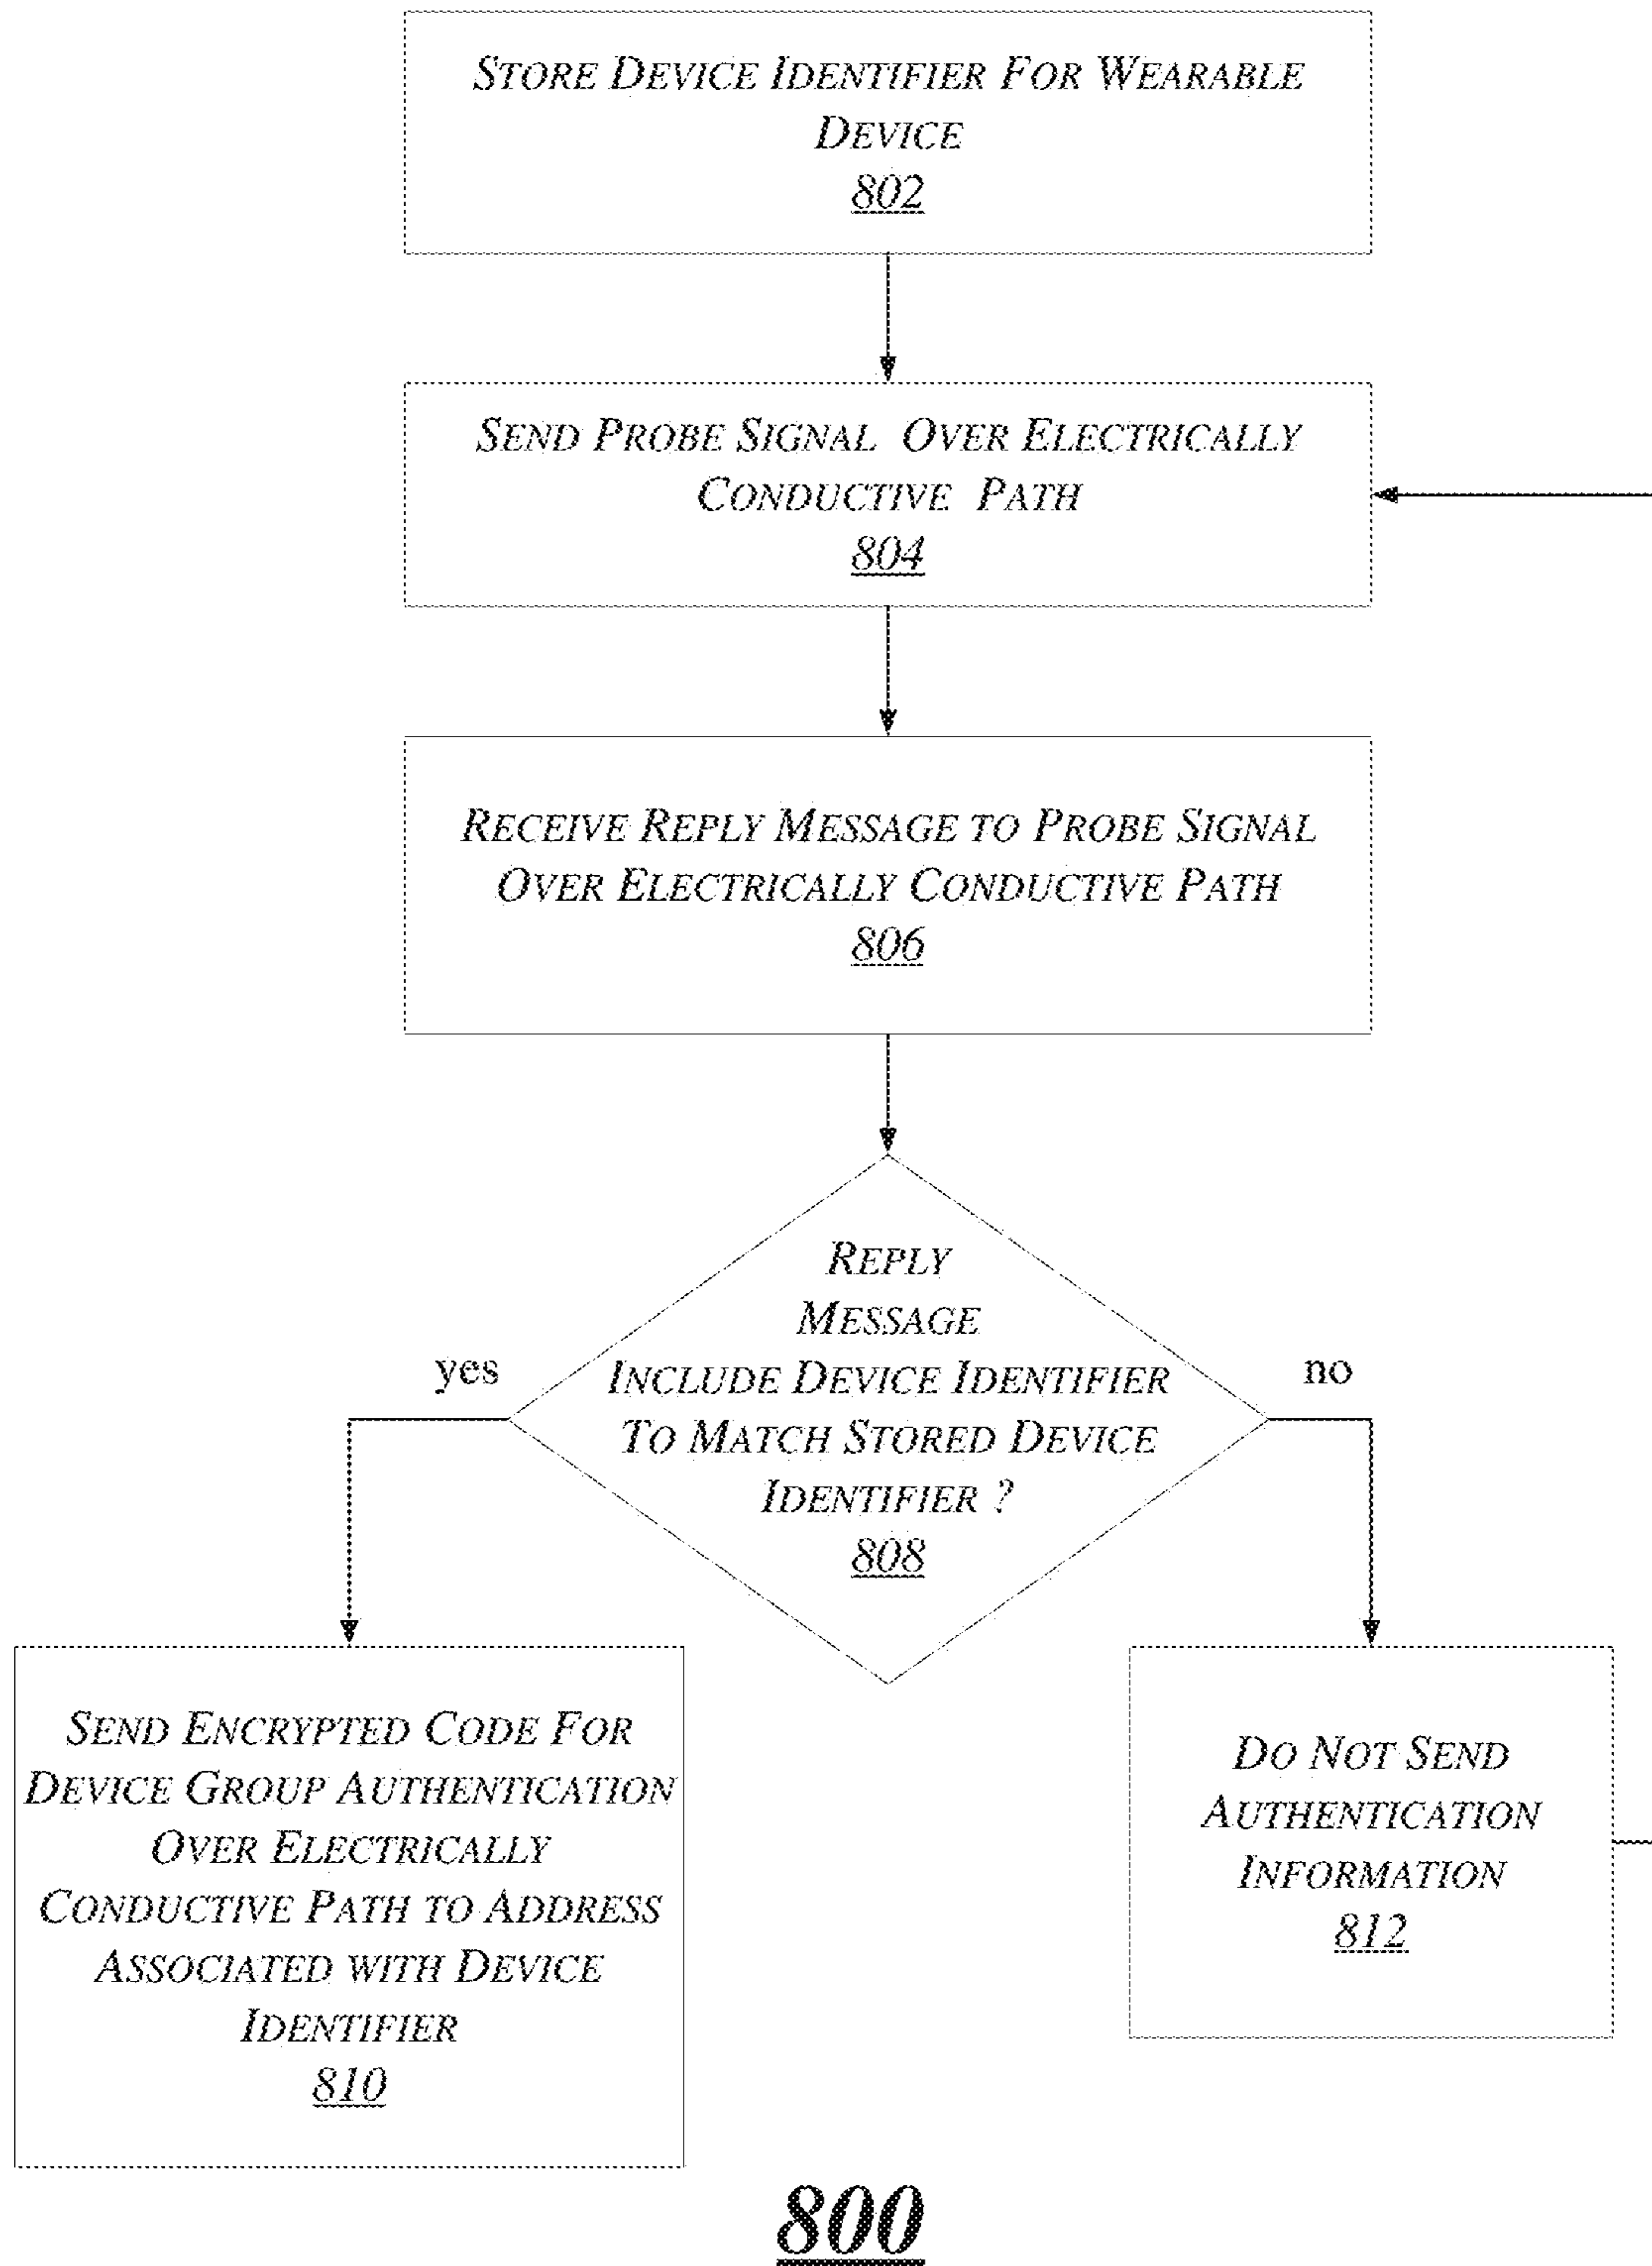 STORE DEVICE IDENTIFIER FOR WEARABLE
DEVICE
802
SEND PROBE SIGNAL OVER ELECTRICALLY
CONDUCTIVE PATH
804
RECEIVE REPLY MESSAGE TO PROBE SIGNAL
OVER ELECTRICALLY CONDUCTIVE PATH
806
REPLY
MESSAGE
INCLUDE DEVICE IDENTIFIER
TO MATCH STORED DEVICE
IDENTIFIER ?
808
yes
no
SEND ENCRYPTED CODE FOR
DEVICE GROUP AUTHENTICATION
OVER ELECTRICALLY
CONDUCTIVE PATH TO ADDRESS
ASSOCIATED WITH DEVICE
IDENTIFIER
810
DO NOT SEND
AUTHENTICATION
INFORMATION
812
800